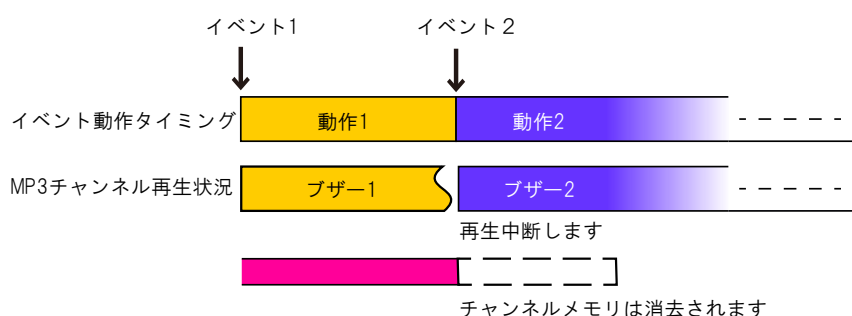 イベント1
イベント２
イベント動作タイミング
動作1
動作2
MP3チャンネル再生状況
ブザー1
ブザー2
再生中断します
チャンネルメモリは消去されます